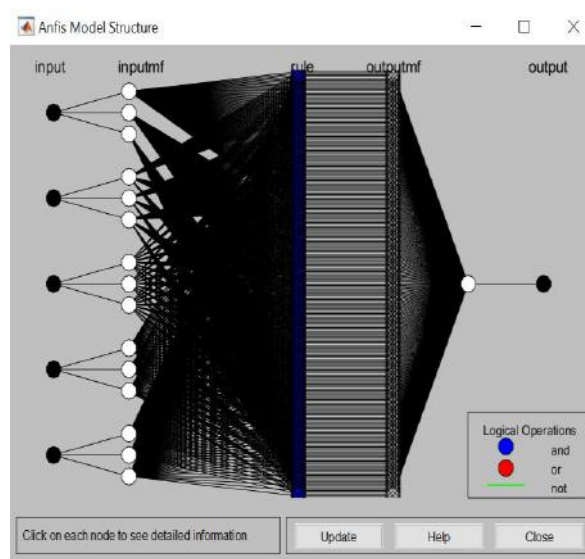 Anfis Model Structure
input inputmf rule outputmf output
Logical Operations
and
or
not
Click on each node to see detailed information Update Help Close